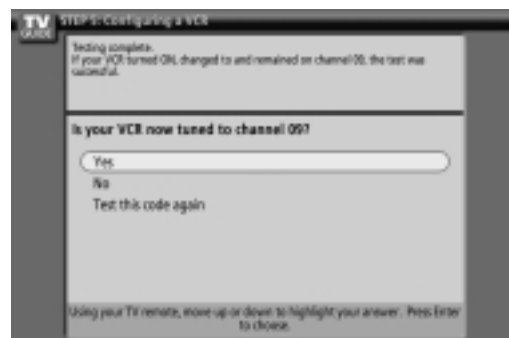 TV
GUIDE
STEP 5: Configuring a VCR
Testing complete.
If your VCR turned ON, changed to and remained on channel 09, the test was
successful.
Is your VCR now tuned to channel 09?
Yes
No
Test this code again
Using your TV remote, move up or down to highlight your answer. Press Enter
to choose.